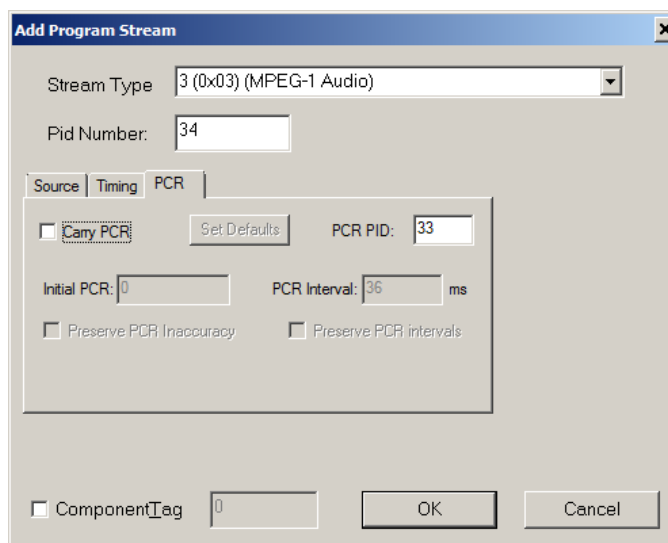 Add Program Stream
Stream Type 3 (0x03) (MPEG-1 Audio)
Pid Number: 34
Source Timing PCR
Carry PCR Set Defaults PCR PID: 33
Initial PCR: 0 PCR Interval: 36 ms
Preserve PCR Inaccuracy Preserve PCR intervals
ComponentTag 0 OK Cancel